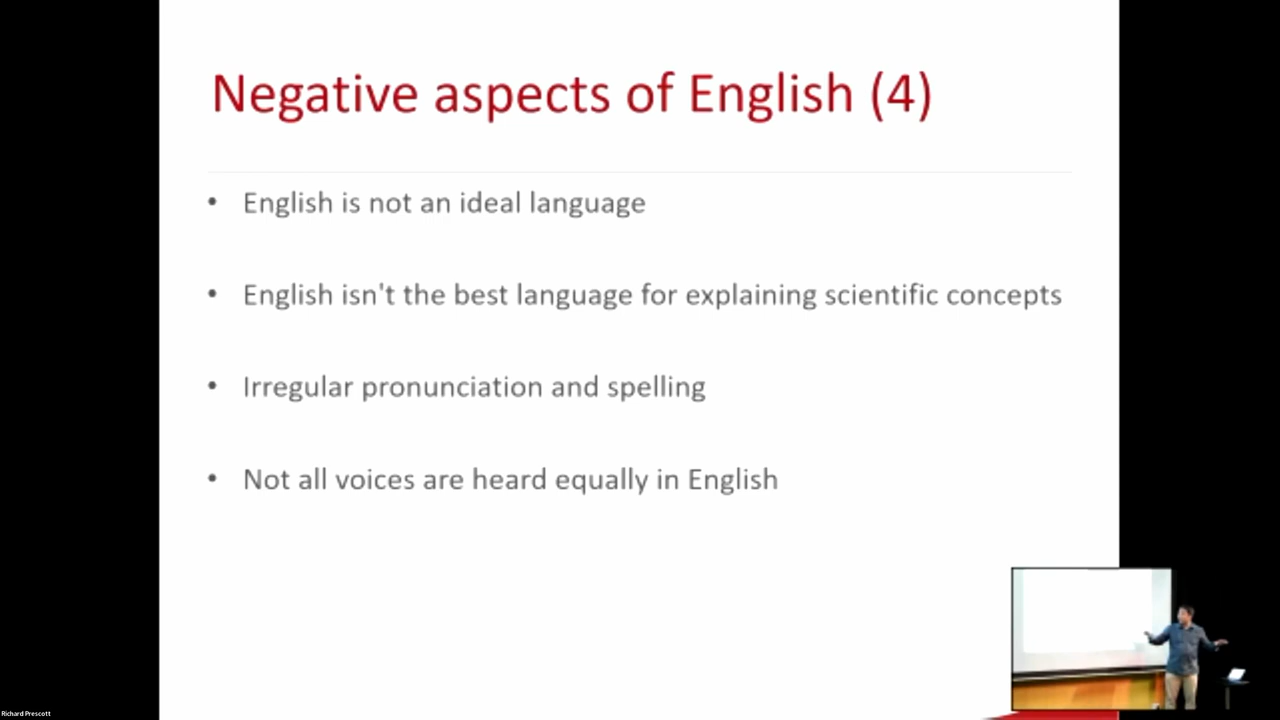 Negative aspects of English (4)
• English is not an ideal language
• English isn't the best language for explaining scientific concepts
• Irregular pronunciation and spelling
• Not all voices are heard equally in English
Richard Prescott